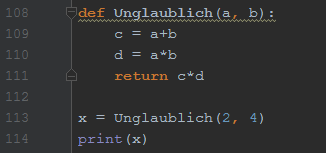 108 def Unglaublich(a, b):
109     c = a+b
110     d = a*b
111     return c*d
112
113 x = Unglaublich(2, 4)
114 print(x)